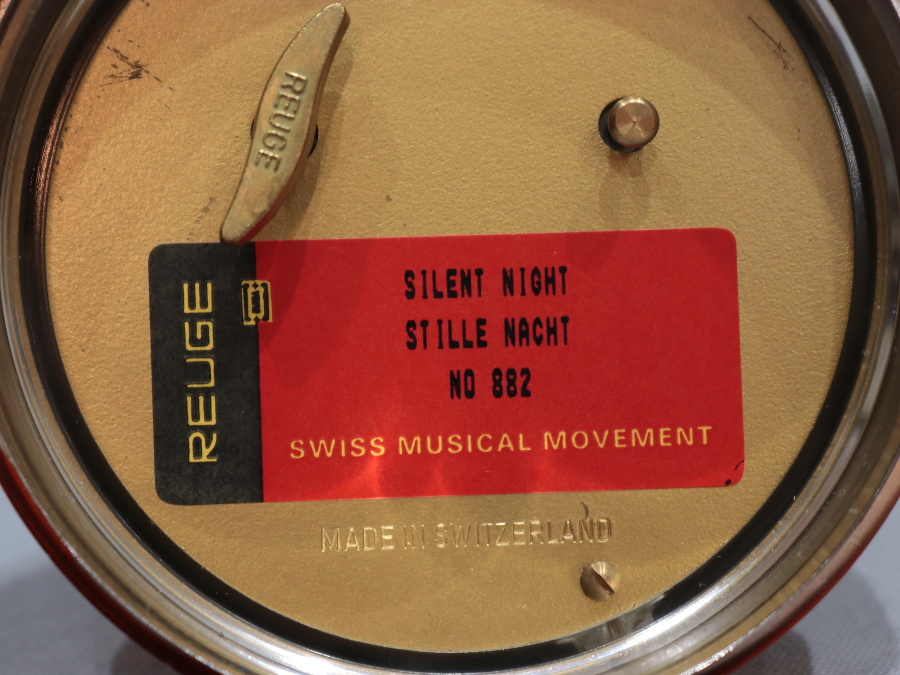 REUGE
REUGE
SILENT NIGHT
STILLE NACHT
NO 882
SWISS MUSICAL MOVEMENT
MADE IN SWITZERLAND